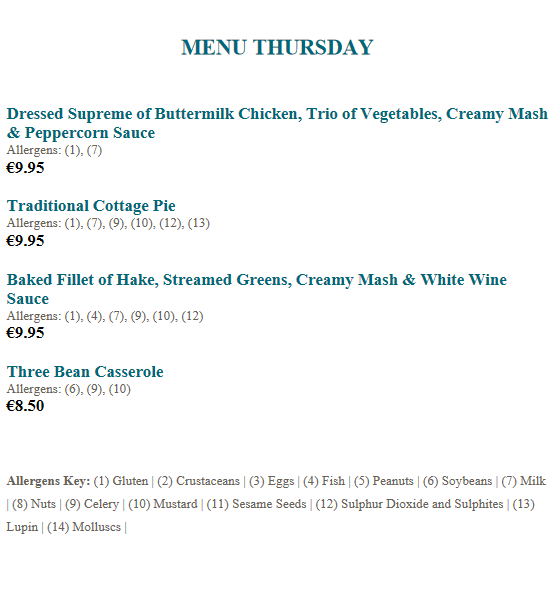 MENU THURSDAY
Dressed Supreme of Buttermilk Chicken, Trio of Vegetables, Creamy Mash
& Peppercorn Sauce
Allergens: (1), (7)
€9.95
Traditional Cottage Pie
Allergens: (1), (7), (9), (10), (12), (13)
€9.95
Baked Fillet of Hake, Streamed Greens, Creamy Mash & White Wine
Sauce
Allergens: (1), (4), (7), (9), (10), (12)
€9.95
Three Bean Casserole
Allergens: (6), (9), (10)
€8.50
Allergens Key: (1) Gluten | (2) Crustaceans | (3) Eggs | (4) Fish | (5) Peanuts | (6) Soybeans | (7) Milk
| (8) Nuts | (9) Celery | (10) Mustard | (11) Sesame Seeds | (12) Sulphur Dioxide and Sulphites | (13)
Lupin | (14) Molluscs |